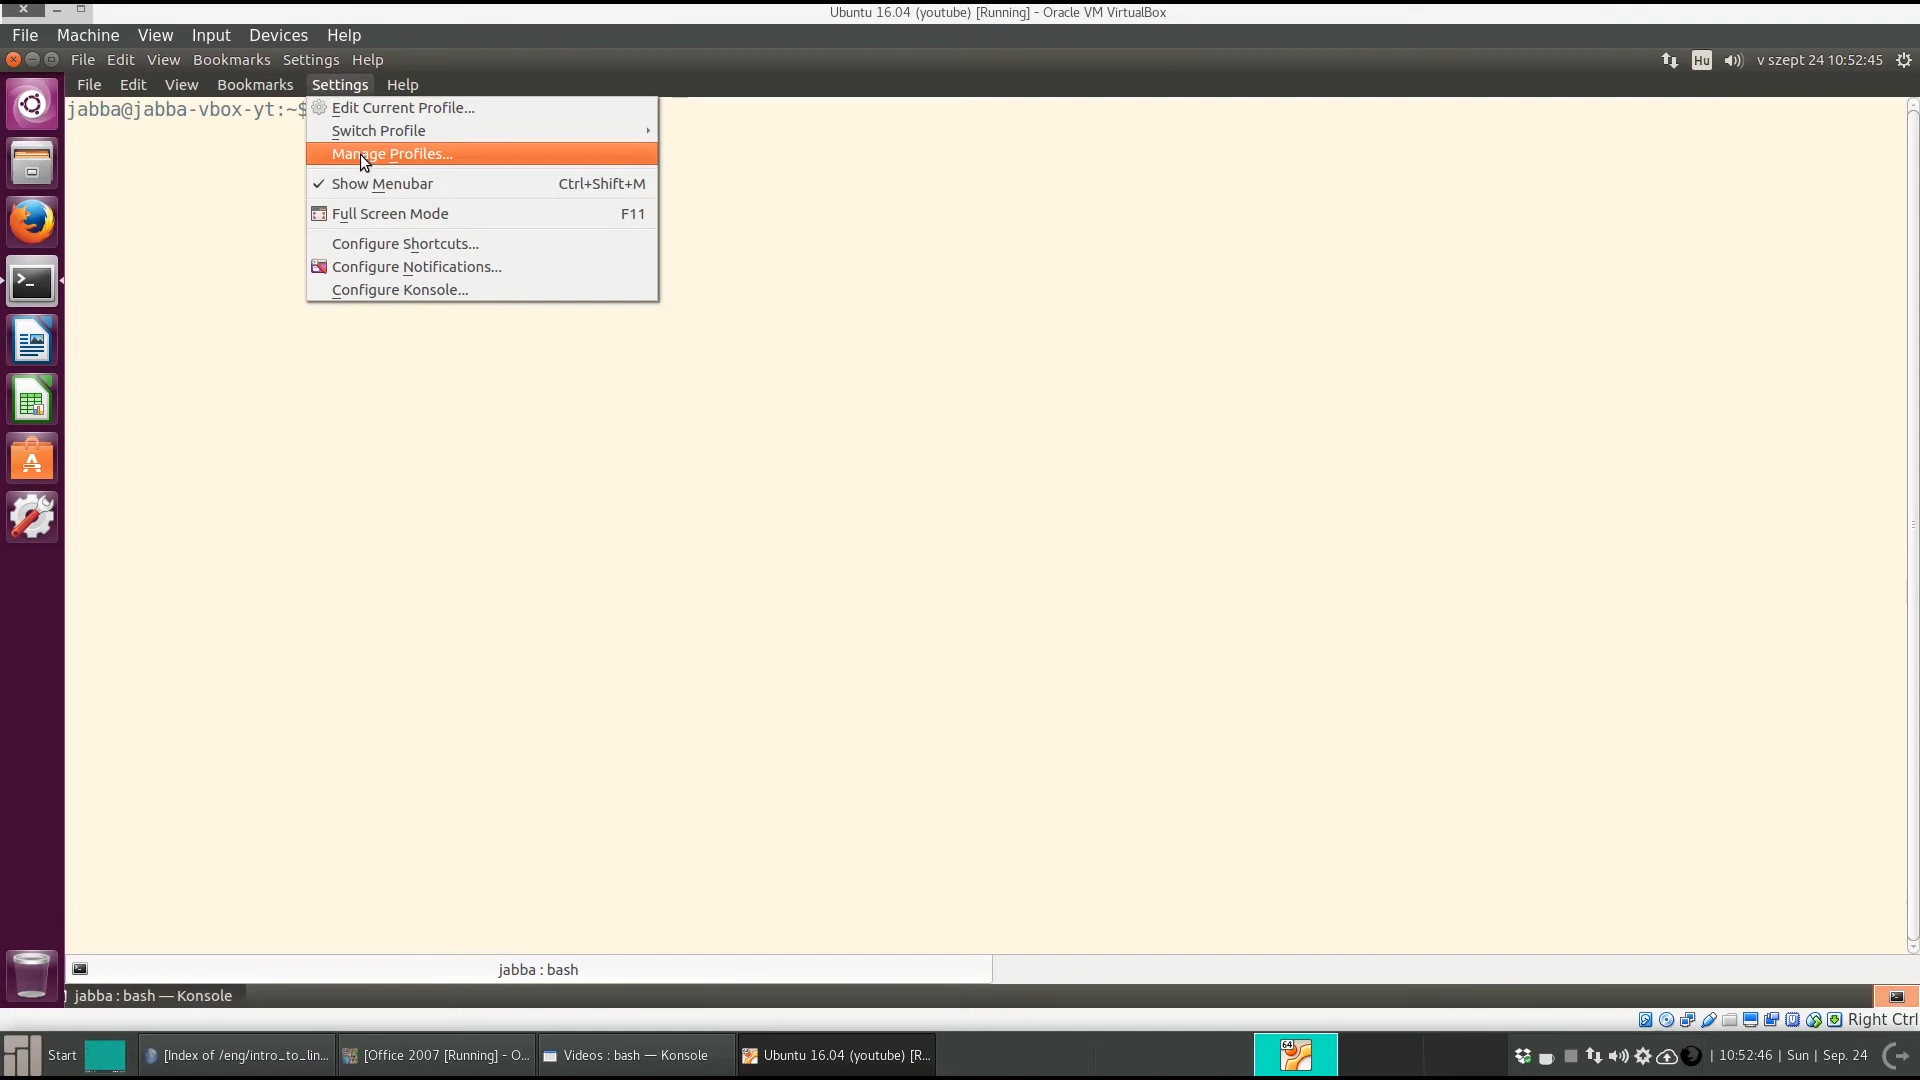 Ubuntu 16.04 (youtube) [Running] - Oracle VM VirtualBox
File Machine View Input Devices Help
File Edit View Bookmarks Settings Help
Hu v szept 24 10:52:45
File Edit View Bookmarks Settings Help
jabba@jabba-vbox-yt:~$
Edit Current Profile...
Switch Profile
Manage Profiles...
Show Menubar Ctrl+Shift+M
Full Screen Mode F11
Configure Shortcuts...
Configure Notifications...
Configure Konsole...
jabba : bash
jabba : bash — Konsole
Right Ctrl
Start [Index of /eng/intro_to_lin... [Office 2007 [Running] - O... Videos : bash — Konsole Ubuntu 16.04 (youtube) [R... 64 | 10:52:46 | Sun | Sep. 24